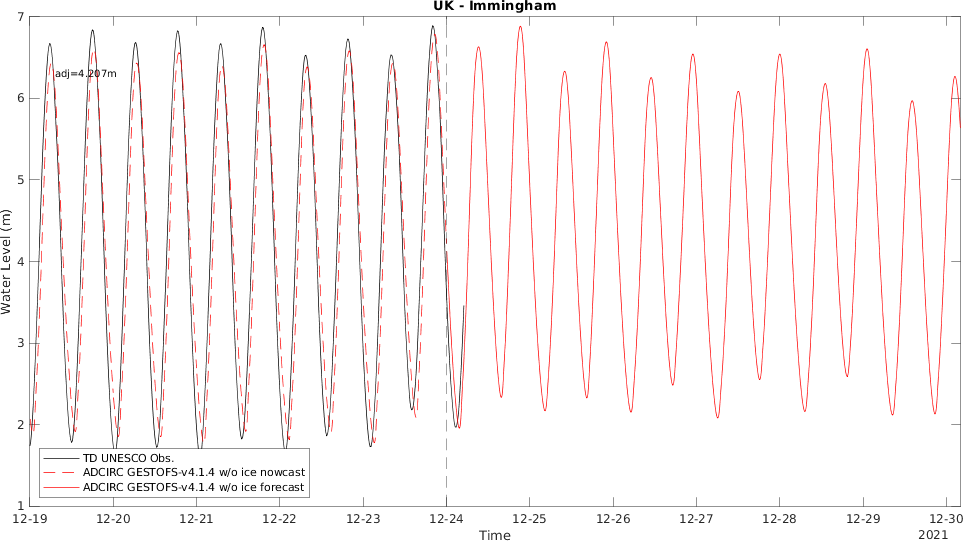 UK - Immingham
7
6
5
4
3
2
1
Water Level (m)
adj=4.207m
TD UNESCO Obs.
ADCIRC GESTOFS-v4.1.4 w/o ice nowcast
ADCIRC GESTOFS-v4.1.4 w/o ice forecast
12-19 12-20 12-21 12-22 12-23 12-24 12-25 12-26 12-27 12-28 12-29 12-30
Time
2021